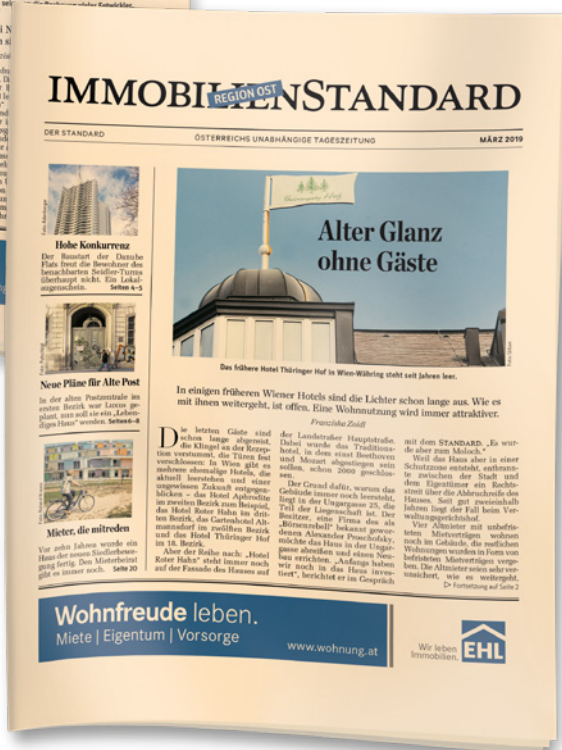 IMMOBILIENSTANDARD
REGION OST
DER STANDARD
ÖSTERREICHS UNABHÄNGIGE TAGESZEITUNG
MÄRZ 2019
Hohe Konkurrenz
Der Baustart der Danube
Flats freut die Bewohner des
benachbarten Seidler-Turms
überhaupt nicht. Ein Lokal-
augenschein. Seiten 4–5
Neue Pläne für Alte Post
In der alten Postzentrale im
ersten Bezirk war Luxus ge-
plant, nun soll sie ein „Leben-
diges Haus“ werden. Seiten 6–8
Mieter, die mitreden
Vor zehn Jahren wurde ein
Haus der neuen Siedlerbewe-
gung fertig. Den Mieterbeirat
gibt es immer noch. Seite 20
Alter Glanz
ohne Gäste
Das frühere Hotel Thüringer Hof in Wien-Währing steht seit Jahren leer.
In einigen früheren Wiener Hotels sind die Lichter schon lange aus. Wie es
mit ihnen weitergeht, ist offen. Eine Wohnnutzung wird immer attraktiver.
Franziska Zoidl
Die letzten Gäste sind
schon lange abgereist,
die Klingel an der Rezep-
tion verstummt, die Türen fest
verschlossen: In Wien gibt es
mehrere ehemalige Hotels, die
aktuell leerstehen und einer
ungewissen Zukunft entgegen-
blicken – das Hotel Aphrodite
im zweiten Bezirk zum Beispiel,
das Hotel Roter Hahn im drit-
ten Bezirk, das Gartenhotel Alt-
mannsdorf im zwölften Bezirk
und das Hotel Thüringer Hof
im 18. Bezirk.
Aber der Reihe nach: „Hotel
Roter Hahn“ steht immer noch
auf der Fassade des Hauses auf
der Landstraßer Hauptstraße.
Dabei wurde das Traditions-
hotel, in dem einst Beethoven
und Mozart abgestiegen sein
sollen, schon 2000 geschlos-
sen.
Der Grund dafür, warum das
Gebäude immer noch leersteht,
liegt in der Ungargasse 25, die
Teil der Liegenschaft ist. Der
Besitzer, eine Firma des als
„Börsenrebell“ bekannt gewor-
denen Alexander Proschofsky,
möchte das Haus in der Ungar-
gasse abreißen und einen Neu-
bau errichten. „Anfangs haben
wir noch in das Haus inves-
tiert“, berichtet er im Gespräch
mit dem STANDARD. „Es wur-
de aber zum Moloch.“
Weil das Haus aber in einer
Schutzzone entsteht, entbrann-
te zwischen der Stadt und
dem Eigentümer ein Rechts-
streit über die Abbruchreife des
Hauses. Seit gut zweieinhalb
Jahren liegt der Fall beim Ver-
waltungsgerichtshof.
Vier Mietparteien mit unbefris-
teten Mietverträgen wohnen
noch im Gebäude, die restlichen
Wohnungen wurden in Form von
befristeten Mietverträge verge-
ben. Die Altmieter seien sehr ver-
unsichert, wie es weitergeht.
▷ Fortsetzung auf Seite 2
Wohnfreude leben.
Miete | Eigentum | Vorsorge
www.wohnung.at
Wir leben
Immobilien.
EHL